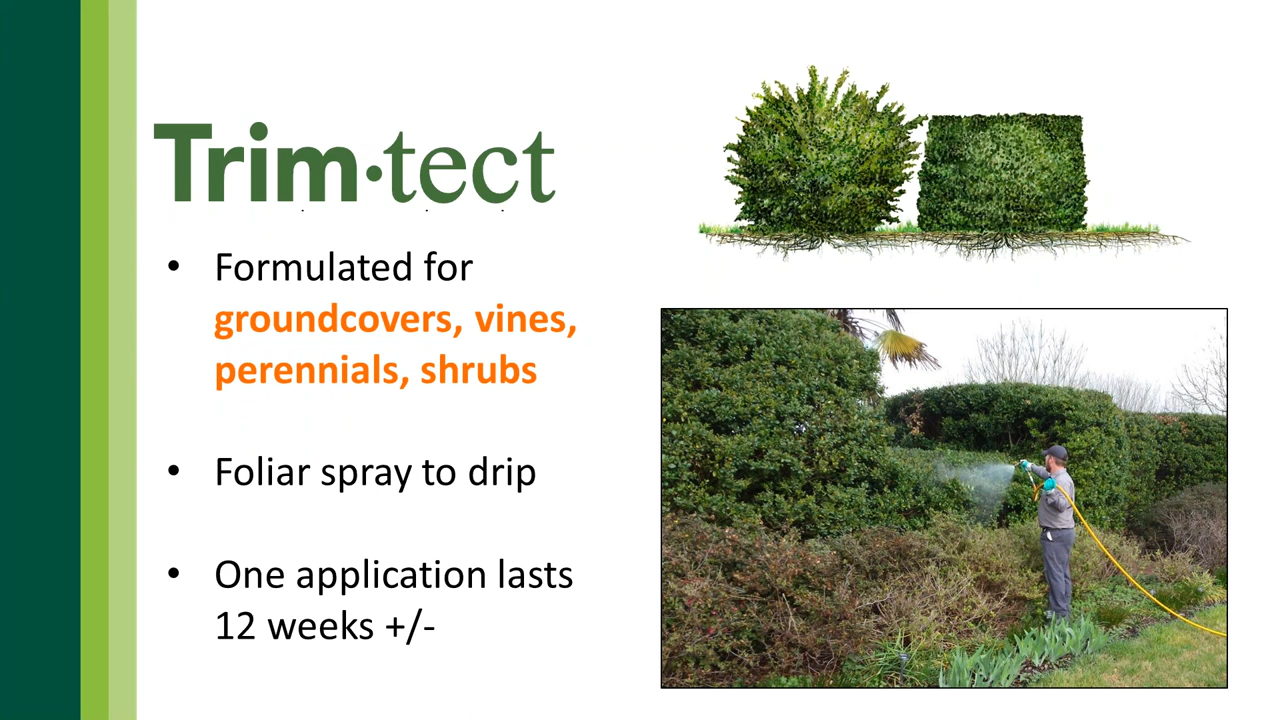 Trim·tect
• Formulated for
groundcovers, vines,
perennials, shrubs
• Foliar spray to drip
• One application lasts
12 weeks +/-